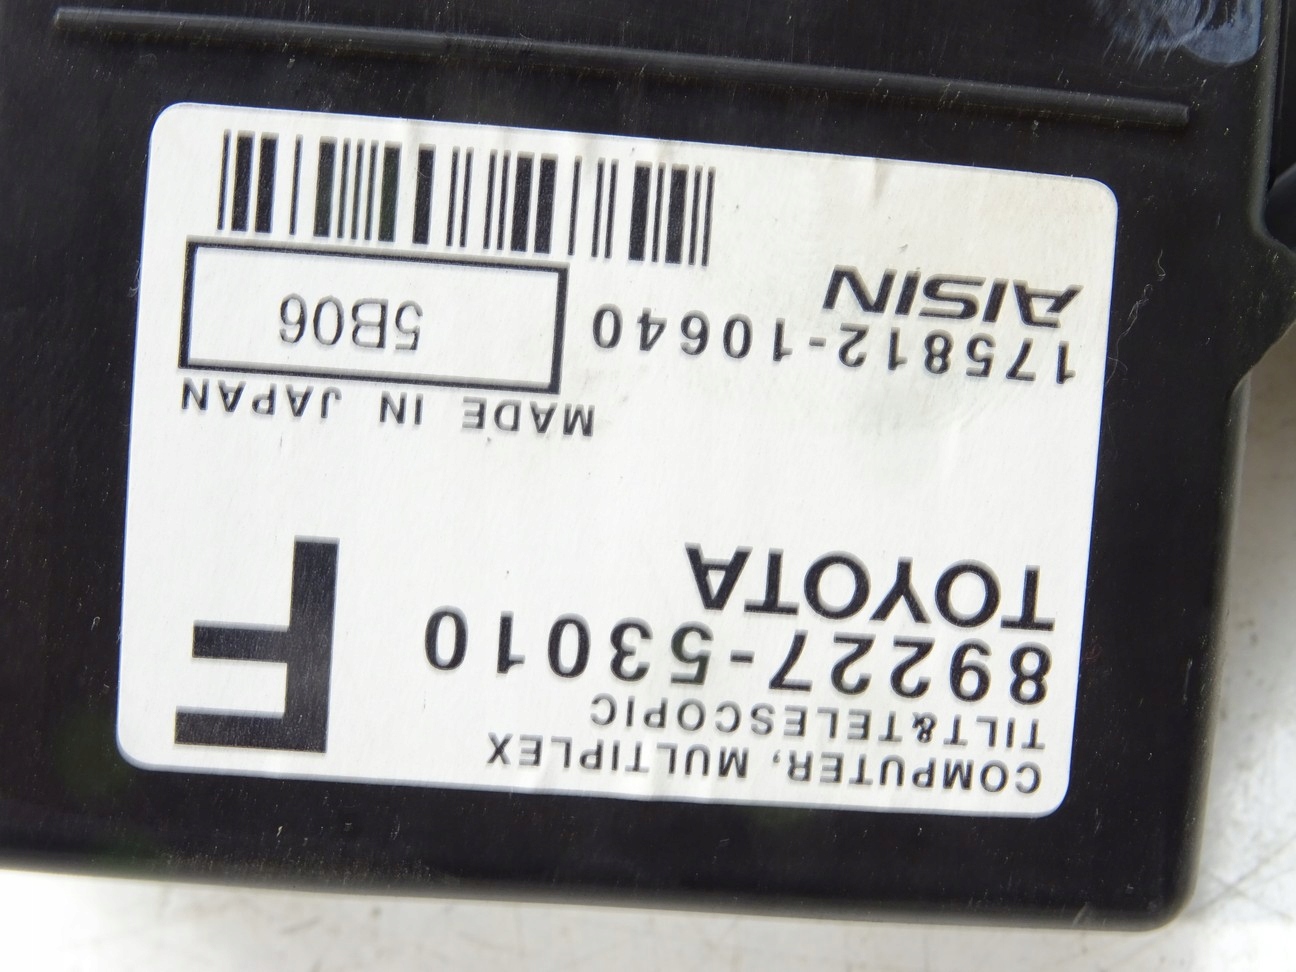 COMPUTER, MULTIPLEX
TILT&TELESCOPIC
89227-53010
TOYOTA
F
MADE IN JAPAN
175812-10640
5B06
AISIN